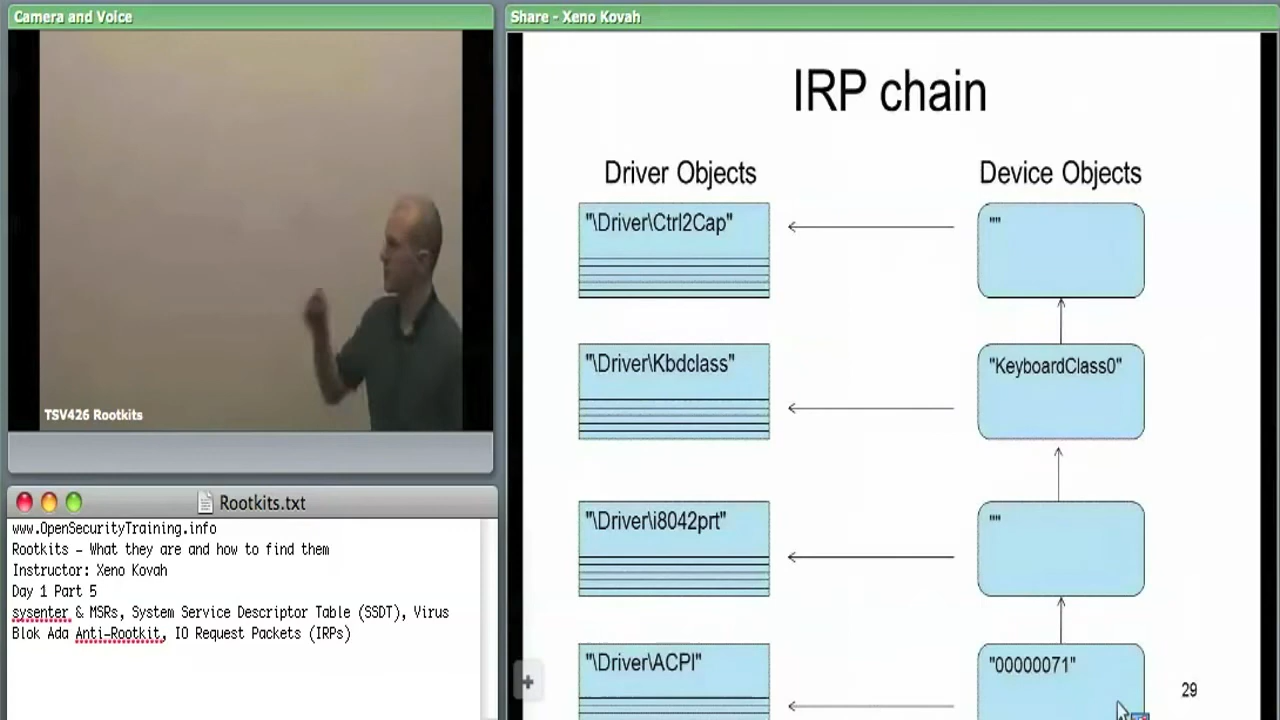 Camera and Voice
TSV426 Rootkits
Rootkits.txt
www.OpenSecurityTraining.info
Rootkits - What they are and how to find them
Instructor: Xeno Kovah
Day 1 Part 5
sysenter & MSRs, System Service Descriptor Table (SSDT), Virus
Blok Ada Anti-Rootkit, IO Request Packets (IRPs)
Share - Xeno Kovah
IRP chain
Driver Objects
Device Objects
"\Driver\Ctrl2Cap"
""
"\Driver\Kbdclass"
"KeyboardClass0"
"\Driver\i8042prt"
""
"\Driver\ACPI"
"00000071"
29